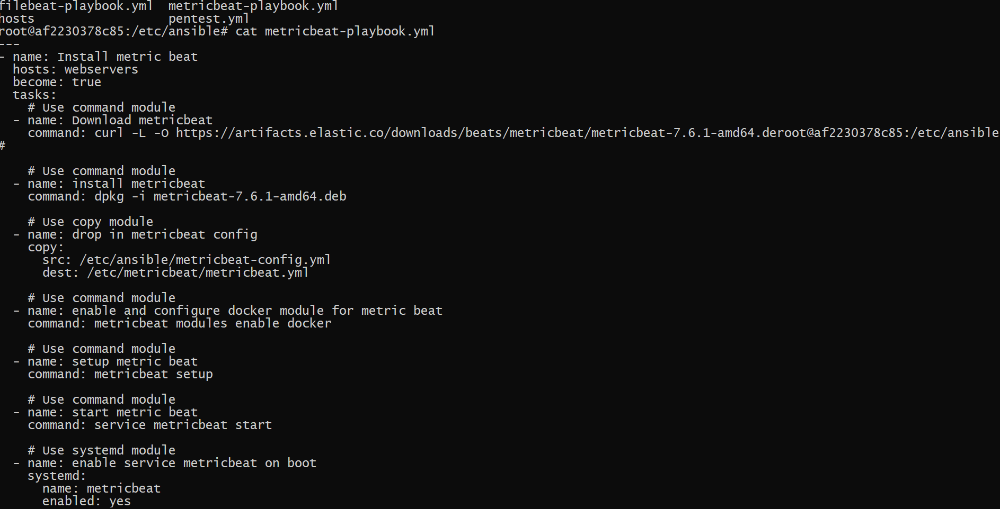 filebeat-playbook.yml  metricbeat-playbook.yml
hosts                  pentest.yml
root@af2230378c85:/etc/ansible# cat metricbeat-playbook.yml
---
- name: Install metric beat
  hosts: webservers
  become: true
  tasks:
    # Use command module
  - name: Download metricbeat
    command: curl -L -O https://artifacts.elastic.co/downloads/beats/metricbeat/metricbeat-7.6.1-amd64.deroot@af2230378c85:/etc/ansible
#
    # Use command module
  - name: install metricbeat
    command: dpkg -i metricbeat-7.6.1-amd64.deb
    # Use copy module
  - name: drop in metricbeat config
    copy:
      src: /etc/ansible/metricbeat-config.yml
      dest: /etc/metricbeat/metricbeat.yml
    # Use command module
  - name: enable and configure docker module for metric beat
    command: metricbeat modules enable docker
    # Use command module
  - name: setup metric beat
    command: metricbeat setup
    # Use command module
  - name: start metric beat
    command: service metricbeat start
    # Use systemd module
  - name: enable service metricbeat on boot
    systemd:
      name: metricbeat
      enabled: yes